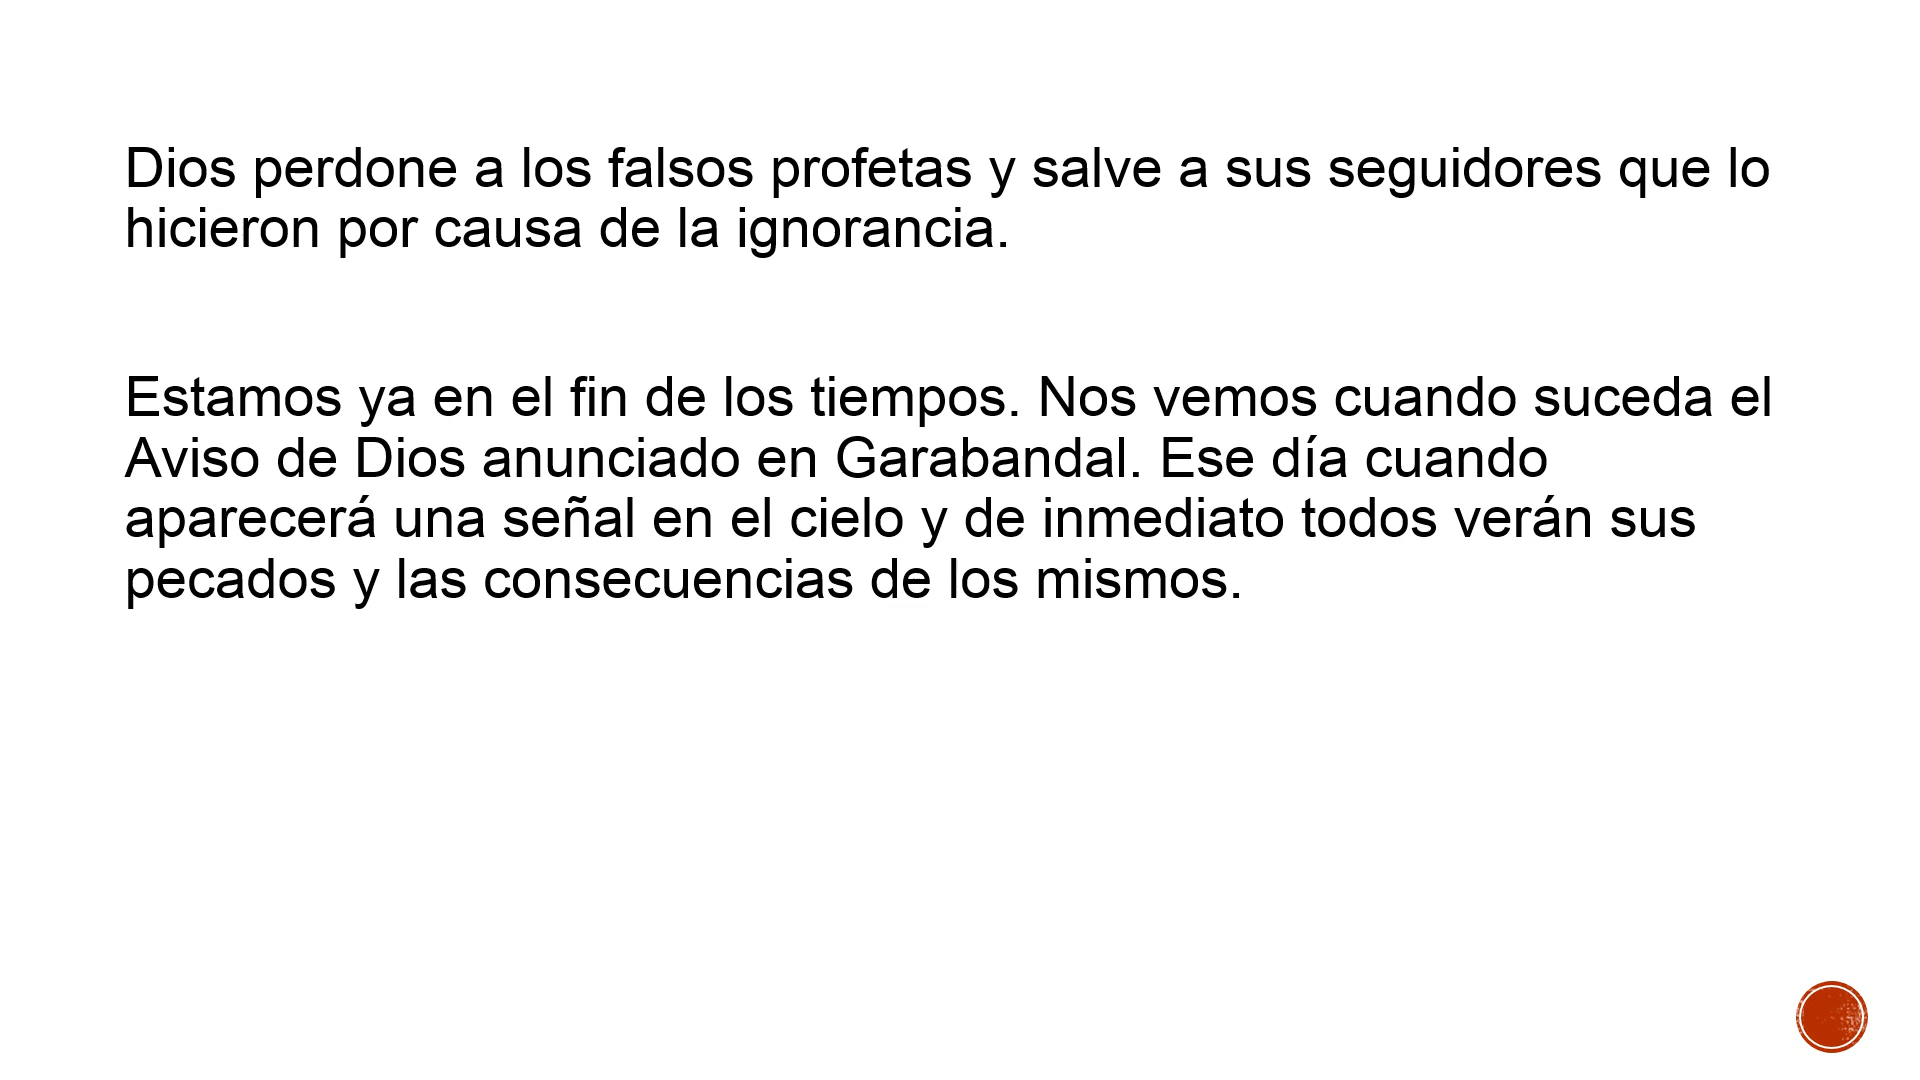 Dios perdone a los falsos profetas y salve a sus seguidores que lo
hicieron por causa de la ignorancia.
Estamos ya en el fin de los tiempos. Nos vemos cuando suceda el
Aviso de Dios anunciado en Garabandal. Ese día cuando
aparecerá una señal en el cielo y de inmediato todos verán sus
pecados y las consecuencias de los mismos.